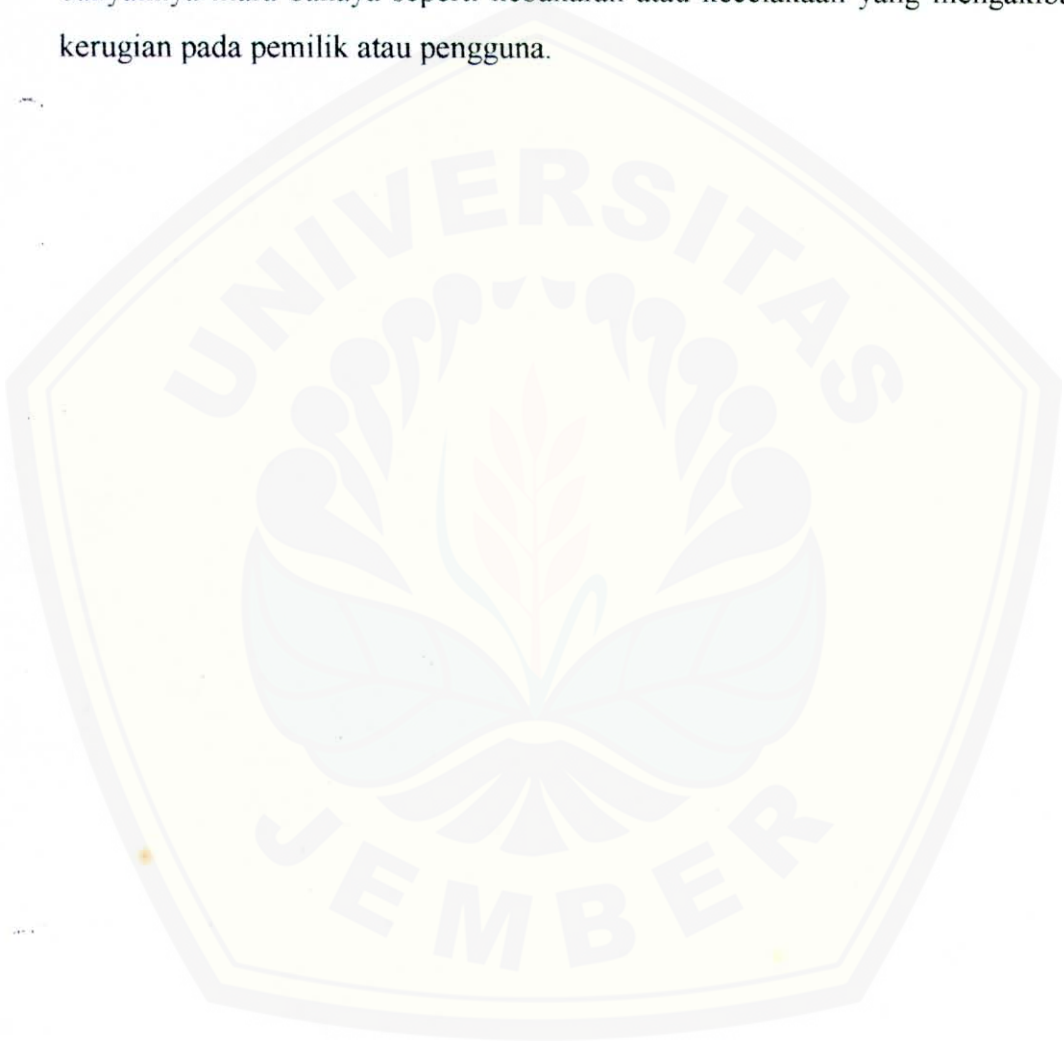 seperti kebakaran atau kecelakaan yang
kerugian pada pemilik atau pengguna.
UNIVERSITAS
JEMBER